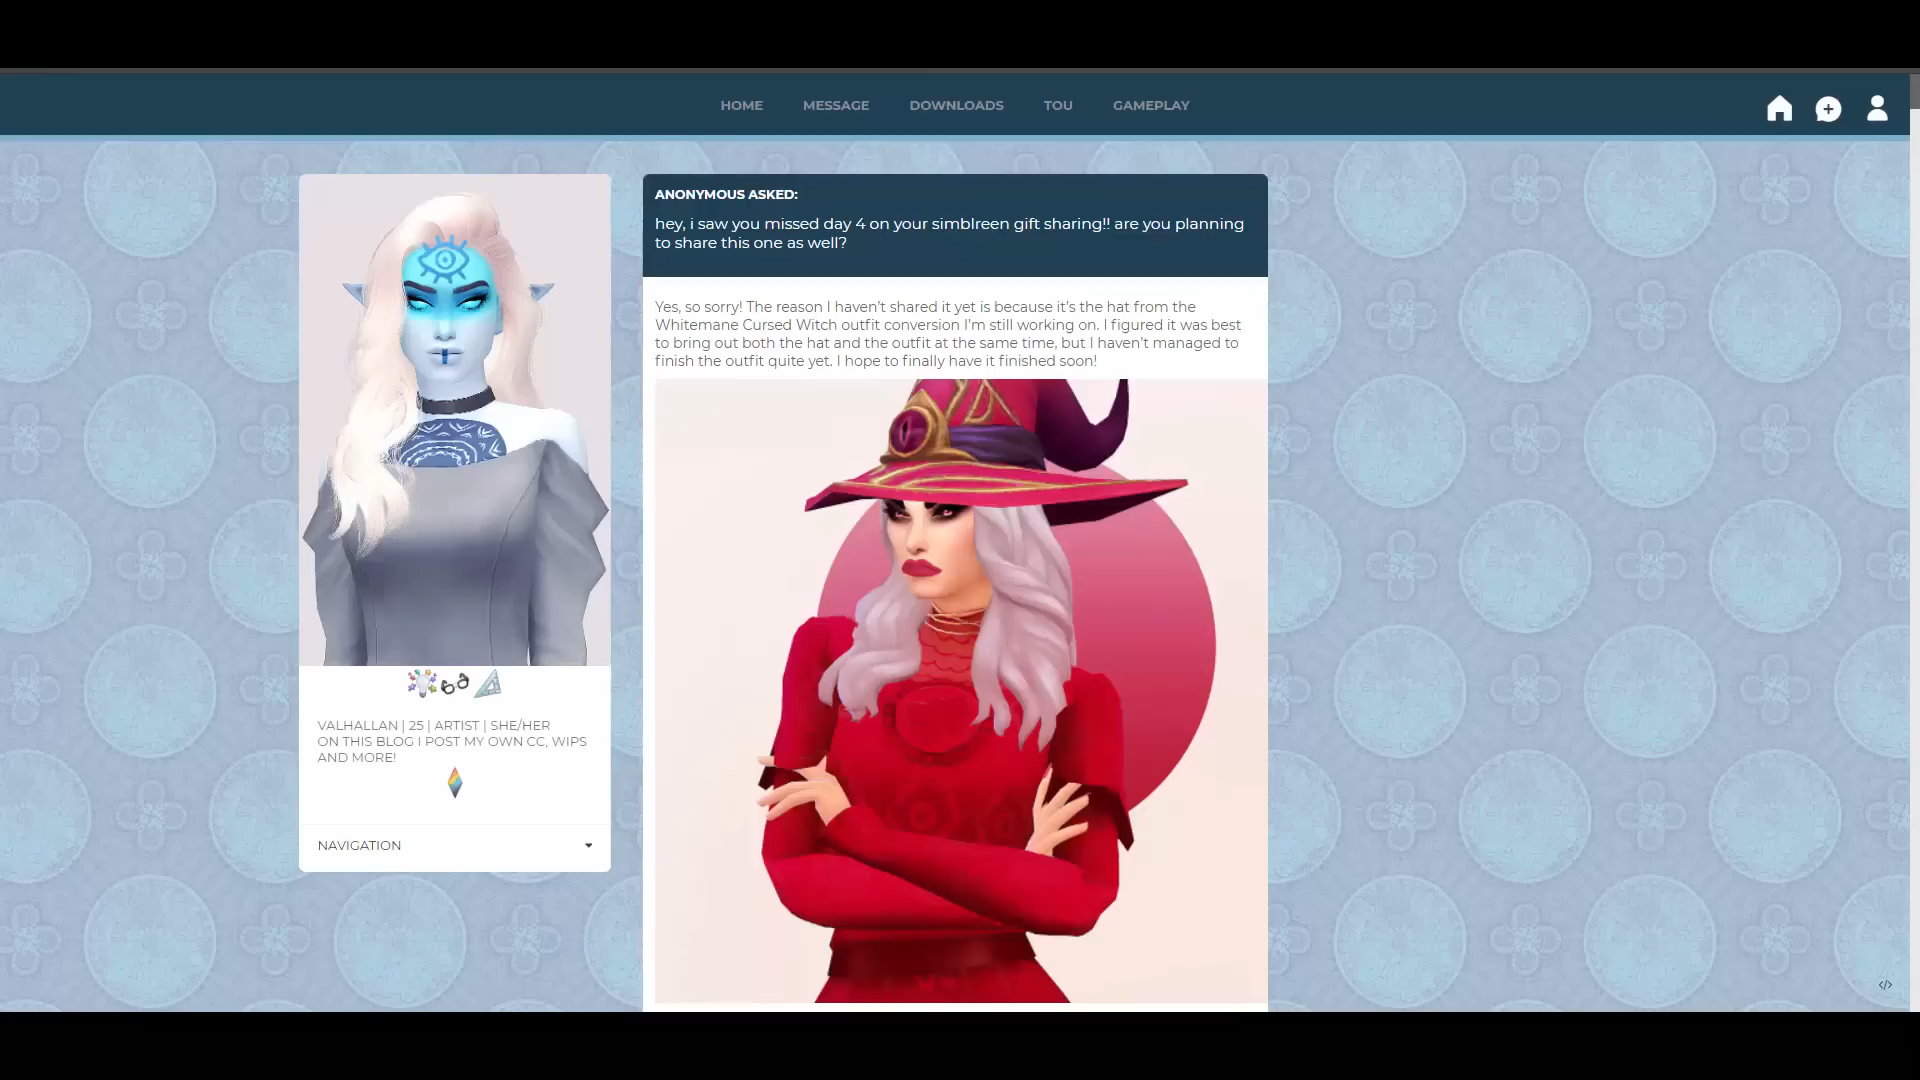 HOME MESSAGE DOWNLOADS TOU GAMEPLAY
VALHALLAN | 25 | ARTIST | SHE/HER
ON THIS BLOG I POST MY OWN CC, WIPS
AND MORE!
NAVIGATION
ANONYMOUS ASKED:
hey, i saw you missed day 4 on your simblreen gift sharing!! are you planning
to share this one as well?
Yes, so sorry! The reason I haven’t shared it yet is because it’s the hat from the
Whitemane Cursed Witch outfit conversion I’m still working on. I figured it was best
to bring out both the hat and the outfit at the same time, but I haven’t managed to
finish the outfit quite yet. I hope to finally have it finished soon!